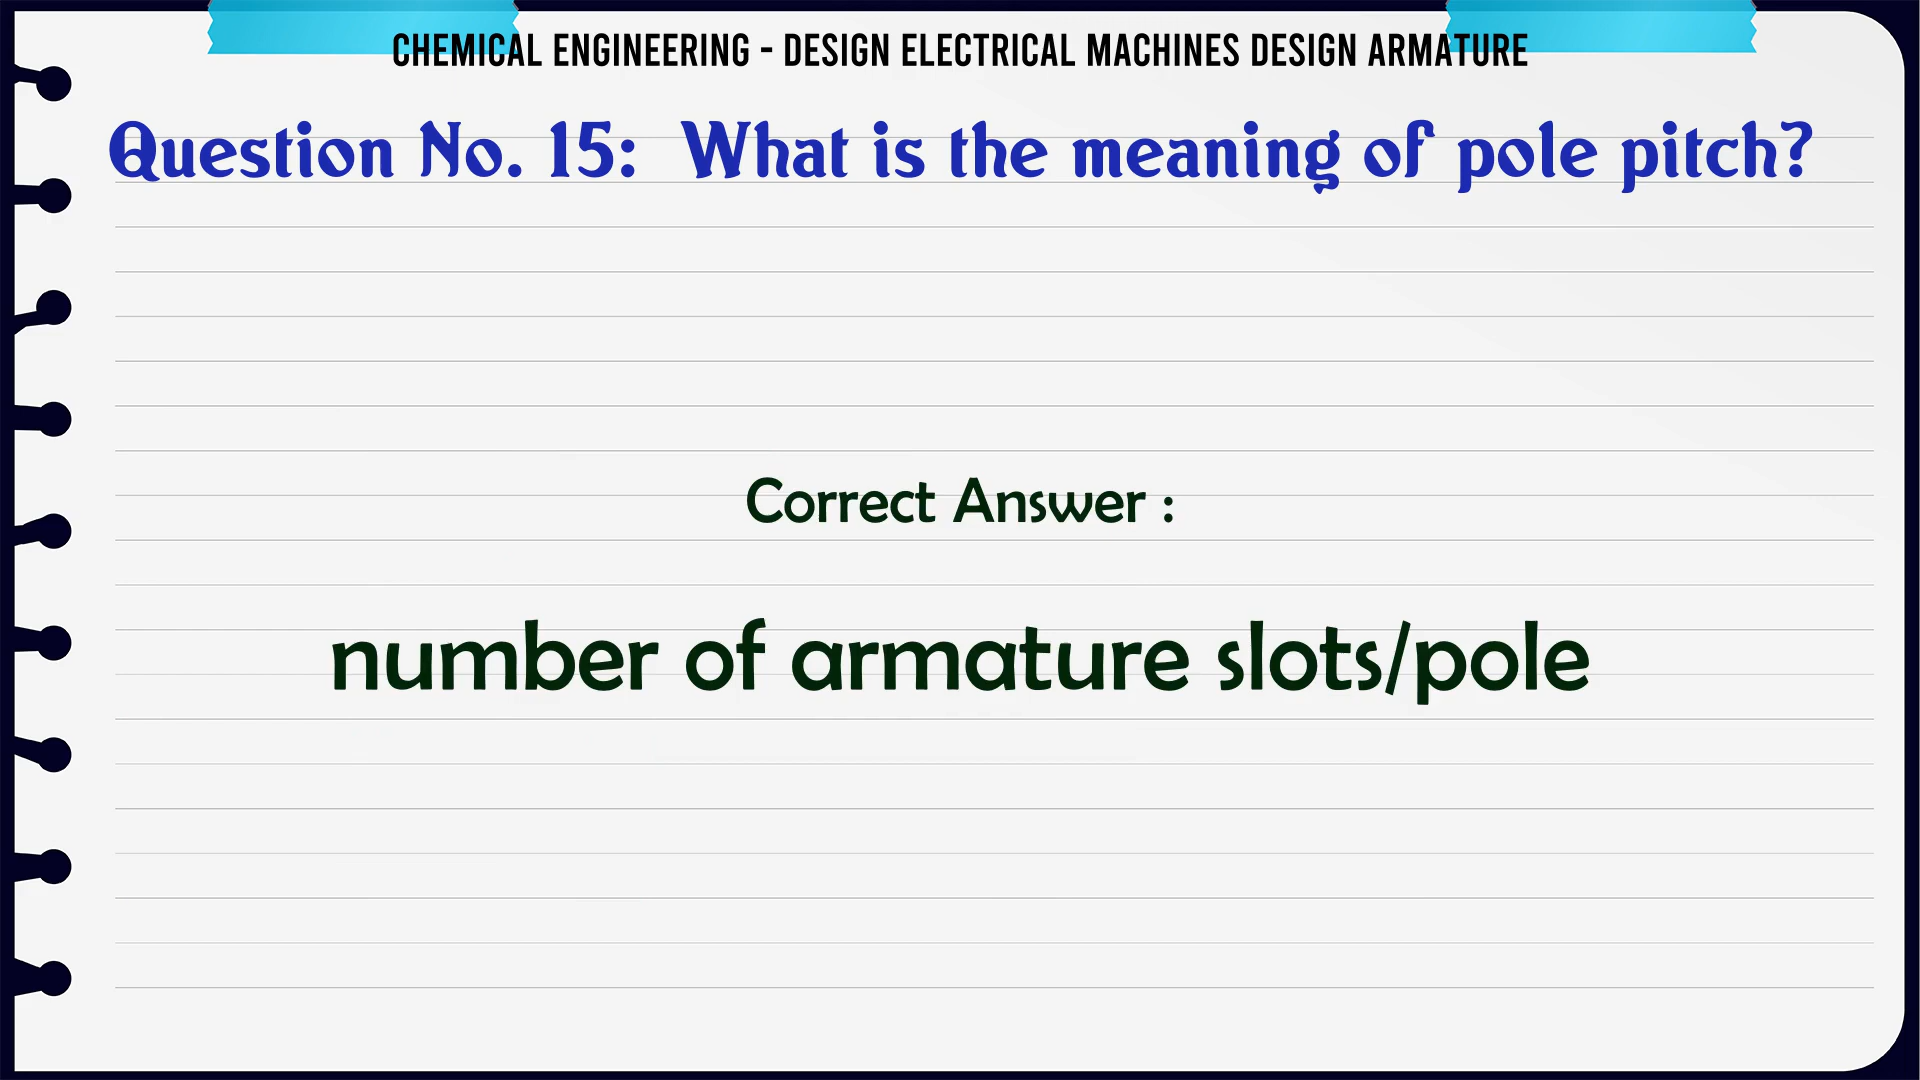 CHEMICAL ENGINEERING - DESIGN ELECTRICAL MACHINES DESIGN ARMATURE
Question No. 15: What is the meaning of pole pitch?
Correct Answer :
number of armature slots/pole